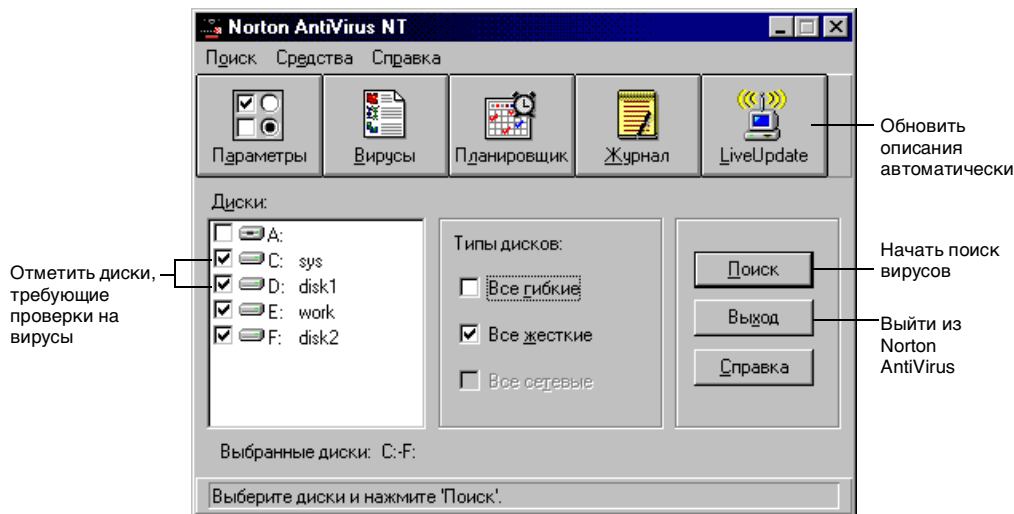 Norton AntiVirus NT
Поиск Средства Справка
Параметры
Вирусы
Планировщик
Журнал
LiveUpdate
Обновить
описания
автоматически
Диски:
A:
C: sys
D: disk1
E: work
F: disk2
Отметить диски,
требующие
проверки на
вирусы
Типы дисков:
Все гибкие
Все жесткие
Все сетевые
Поиск
Выход
Справка
Начать поиск
вирусов
Выйти из
Norton
AntiVirus
Выбранные диски: C:-F:
Выберите диски и нажмите 'Поиск'.